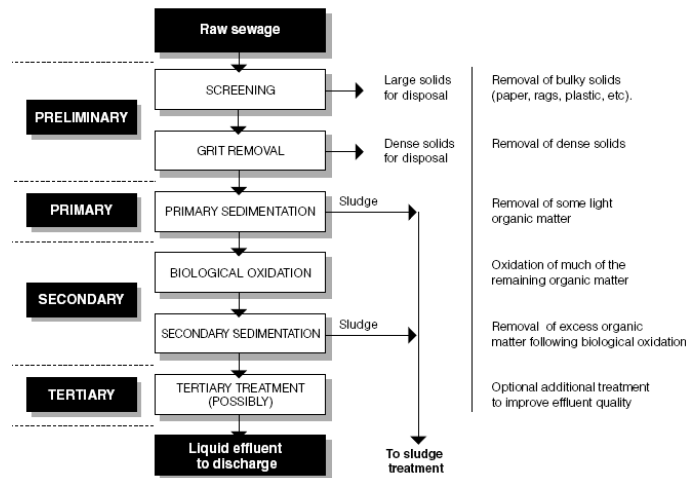 Raw sewage
PRELIMINARY
SCREENING
Large solids
for disposal
Removal of bulky solids
(paper, rags, plastic, etc).
GRIT REMOVAL
Dense solids
for disposal
Removal of dense solids
PRIMARY
PRIMARY SEDIMENTATION
Sludge
Removal of some light
organic matter
SECONDARY
BIOLOGICAL OXIDATION
Oxidation of much of the
remaining organic matter
SECONDARY SEDIMENTATION
Sludge
Removal of excess organic
matter following biological oxidation
TERTIARY
TERTIARY TREATMENT
(POSSIBLY)
Optional additional treatment
to improve effluent quality
Liquid effluent
to discharge
To sludge
treatment